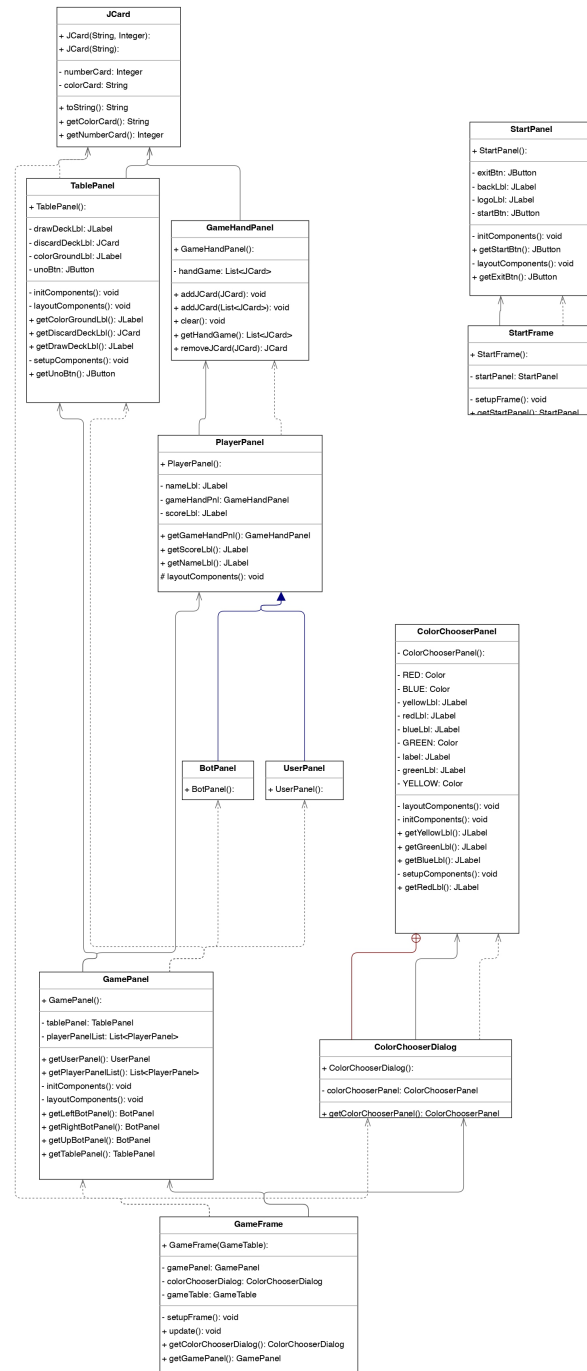 JCard
+ JCard(String, Integer):
+ JCard(String):
- numberCard: Integer
- colorCard: String
+ toString(): String
+ getColorCard(): String
+ getNumberCard(): Integer
StartPanel
+ StartPanel():
- exitBtn: JButton
- backLbl: JLabel
- logoLbl: JLabel
- startBtn: JButton
- initComponents(): void
+ getStartBtn(): JButton
- layoutComponents(): void
+ getExitBtn(): JButton
TablePanel
+ TablePanel():
- drawDeckLbl: JLabel
- discardDeckLbl: JCard
- colorGroundLbl: JLabel
- unoBtn: JButton
- initComponents(): void
- layoutComponents(): void
+ getColorGroundLbl(): JLabel
+ getDiscardDeckLbl(): JCard
+ getDrawDeckLbl(): JLabel
- setupComponents(): void
+ getUnoBtn(): JButton
GameHandPanel
+ GameHandPanel():
- handGame: List<JCard>
+ addJCard(JCard): void
+ addJCard(List<JCard>): void
+ clear(): void
+ getHandGame(): List<JCard>
+ removeJCard(JCard): JCard
StartFrame
+ StartFrame():
- startPanel: StartPanel
- setupFrame(): void
+ getStartPanel(): StartPanel
PlayerPanel
+ PlayerPanel():
- nameLbl: JLabel
- gameHandPnl: GameHandPanel
- scoreLbl: JLabel
+ getGameHandPnl(): GameHandPanel
+ getScoreLbl(): JLabel
+ getNameLbl(): JLabel
# layoutComponents(): void
ColorChooserPanel
- ColorChooserPanel():
- RED: Color
- BLUE: Color
- yellowLbl: JLabel
- redLbl: JLabel
- blueLbl: JLabel
- GREEN: Color
- label: JLabel
- greenLbl: JLabel
- YELLOW: Color
- layoutComponents(): void
- initComponents(): void
+ getYellowLbl(): JLabel
+ getGreenLbl(): JLabel
+ getBlueLbl(): JLabel
- setupComponents(): void
+ getRedLbl(): JLabel
BotPanel
+ BotPanel():
UserPanel
+ UserPanel():
GamePanel
+ GamePanel():
- tablePanel: TablePanel
- playerPanelList: List<PlayerPanel>
+ getUserPanel(): UserPanel
+ getPlayerPanelList(): List<PlayerPanel>
- initComponents(): void
- layoutComponents(): void
+ getLeftBotPanel(): BotPanel
+ getRightBotPanel(): BotPanel
+ getUpBotPanel(): BotPanel
+ getTablePanel(): TablePanel
ColorChooserDialog
+ ColorChooserDialog():
- colorChooserPanel: ColorChooserPanel
+ getColorChooserPanel(): ColorChooserPanel
GameFrame
+ GameFrame(GameTable):
- gamePanel: GamePanel
- colorChooserDialog: ColorChooserDialog
- gameTable: GameTable
- setupFrame(): void
+ update(): void
+ getColorChooserDialog(): ColorChooserDialog
+ getGamePanel(): GamePanel